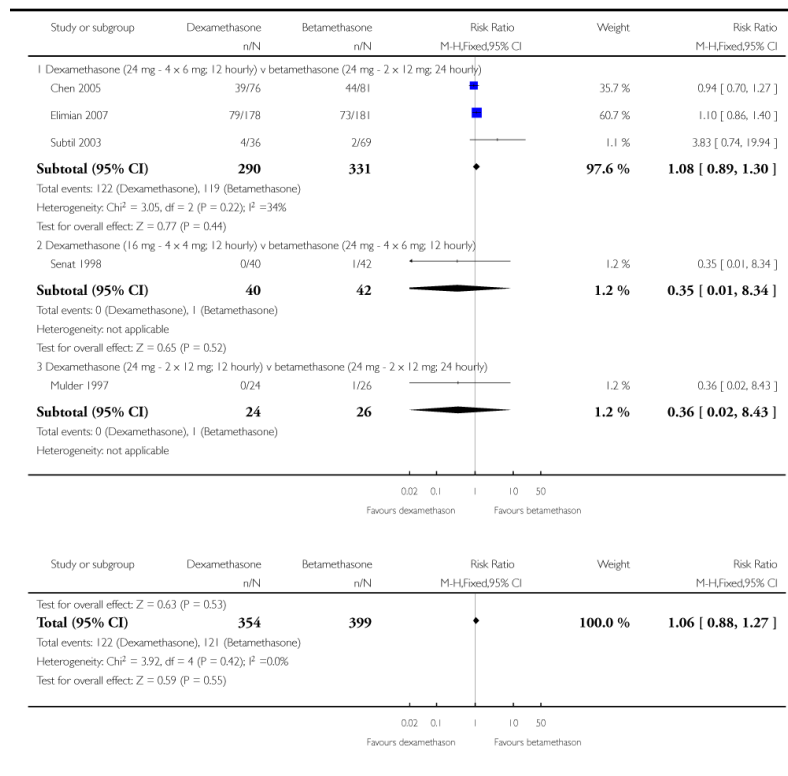 Study or subgroup Dexamethasone Betamethasone Risk Ratio Weight Risk Ratio
n/N n/N M-H,Fixed,95% CI M-H,Fixed,95% CI
1 Dexamethasone (24 mg - 4 x 6 mg; 12 hourly) v betamethasone (24 mg - 2 x 12 mg; 24 hourly)
Chen 2005 39/76 44/81 35.7 % 0.94 [ 0.70, 1.27 ]
Elimian 2007 79/178 73/181 60.7 % 1.10 [ 0.86, 1.40 ]
Subtil 2003 4/36 2/69 1.1 % 3.83 [ 0.74, 19.94 ]
Subtotal (95% CI) 290 331 97.6 % 1.08 [ 0.89, 1.30 ]
Total events: 122 (Dexamethasone), 119 (Betamethasone)
Heterogeneity: Chi² = 3.05, df = 2 (P = 0.22); I² =34%
Test for overall effect: Z = 0.77 (P = 0.44)
2 Dexamethasone (16 mg - 4 x 4 mg; 12 hourly) v betamethasone (24 mg - 4 x 6 mg; 12 hourly)
Senat 1998 0/40 1/42 1.2 % 0.35 [ 0.01, 8.34 ]
Subtotal (95% CI) 40 42 1.2 % 0.35 [ 0.01, 8.34 ]
Total events: 0 (Dexamethasone), 1 (Betamethasone)
Heterogeneity: not applicable
Test for overall effect: Z = 0.65 (P = 0.52)
3 Dexamethasone (24 mg - 2 x 12 mg; 12 hourly) v betamethasone (24 mg - 2 x 12 mg; 24 hourly)
Mulder 1997 0/24 1/26 1.2 % 0.36 [ 0.02, 8.43 ]
Subtotal (95% CI) 24 26 1.2 % 0.36 [ 0.02, 8.43 ]
Total events: 0 (Dexamethasone), 1 (Betamethasone)
Heterogeneity: not applicable
0.02 0.1 1 10 50
Favours dexamethason Favours betamethason
Study or subgroup Dexamethasone Betamethasone Risk Ratio Weight Risk Ratio
n/N n/N M-H,Fixed,95% CI M-H,Fixed,95% CI
Test for overall effect: Z = 0.63 (P = 0.53)
Total (95% CI) 354 399 100.0 % 1.06 [ 0.88, 1.27 ]
Total events: 122 (Dexamethasone), 121 (Betamethasone)
Heterogeneity: Chi² = 3.92, df = 4 (P = 0.42); I² =0.0%
Test for overall effect: Z = 0.59 (P = 0.55)
0.02 0.1 1 10 50
Favours dexamethason Favours betamethason